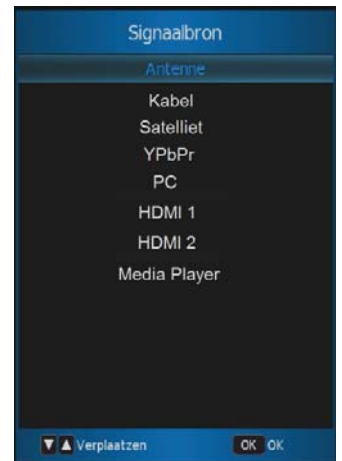 Signaalbron
Antenne
Kabel
Satelliet
YPbPr
PC
HDMI 1
HDMI 2
Media Player
Verplaatzen OK OK